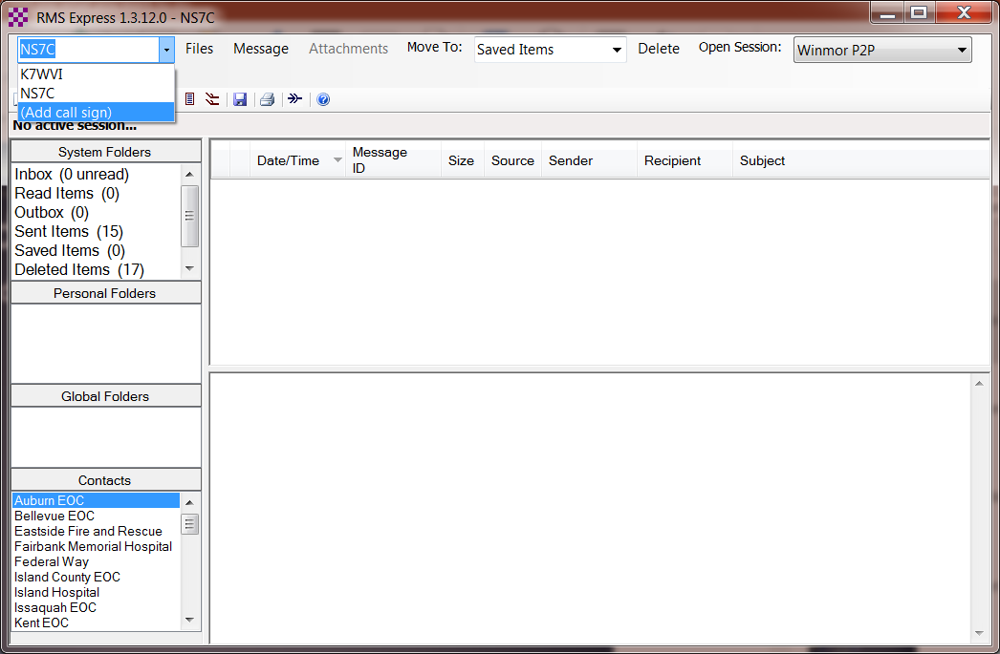 RMS Express 1.3.12.0 - NS7C
NS7C Files Message Attachments Move To: Saved Items Delete Open Session: Winmor P2P
K7WVI
NS7C
(Add call sign)
No active session...
System Folders
Inbox (0 unread)
Read Items (0)
Outbox (0)
Sent Items (15)
Saved Items (0)
Deleted Items (17)
Personal Folders
Global Folders
Contacts
Auburn EOC
Bellevue EOC
Eastside Fire and Rescue
Fairbank Memorial Hospital
Federal Way
Island County EOC
Island Hospital
Issaquah EOC
Kent EOC
Date/Time Message ID Size Source Sender Recipient Subject